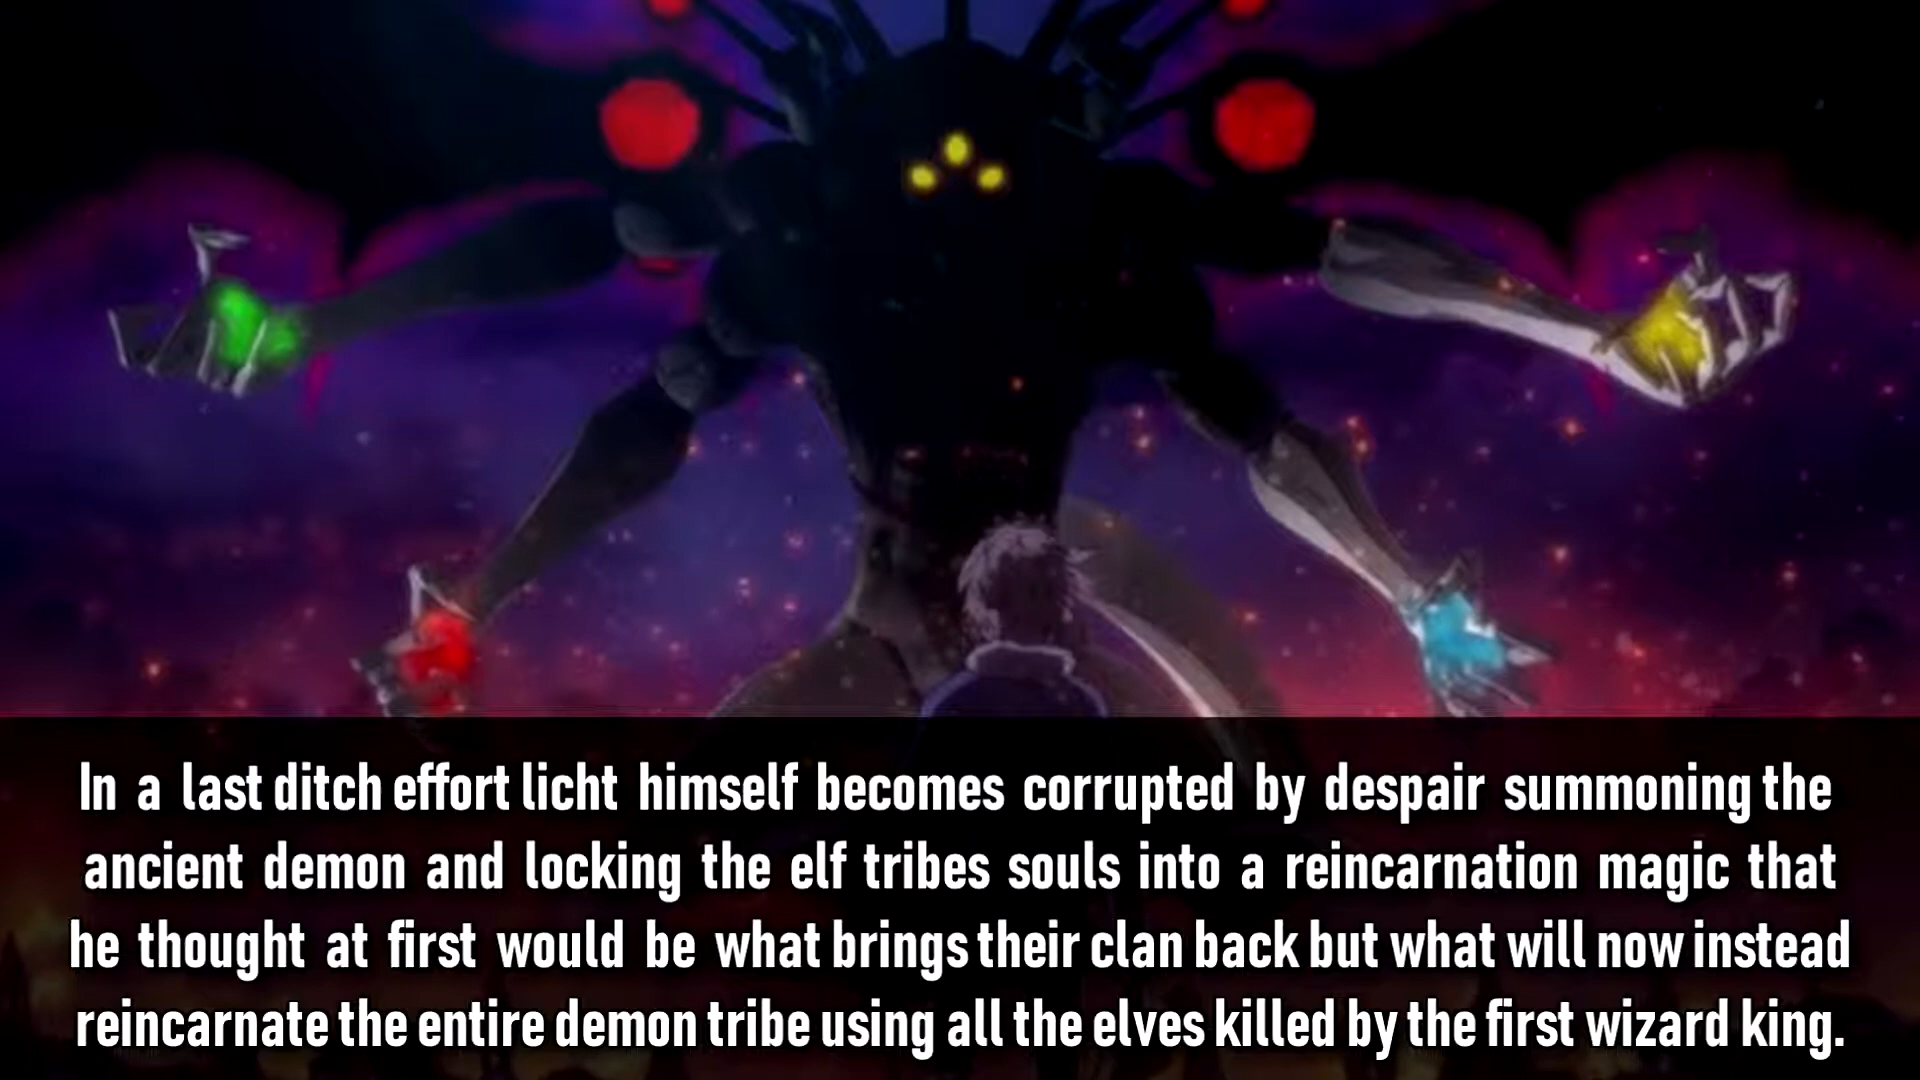 In a last ditch effort licht himself becomes corrupted by despair summoning the
ancient demon and locking the elf tribes souls into a reincarnation magic that
he thought at first would be what brings their clan back but what will now instead
reincarnate the entire demon tribe using all the elves killed by the first wizard king.